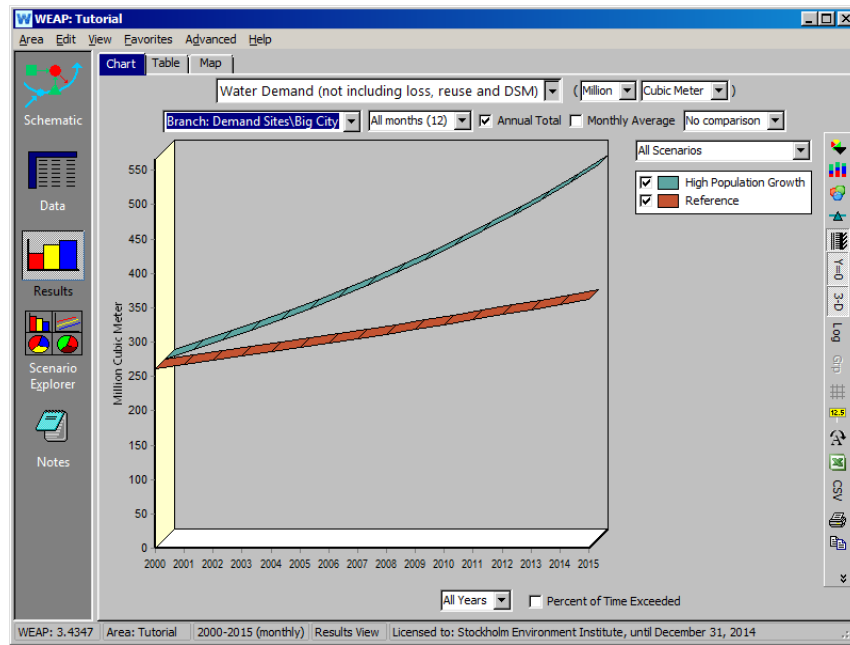 WEAP: Tutorial
Area Edit View Favorites Advanced Help
Chart Table Map
Water Demand (not including loss, reuse and DSM) ( Million Cubic Meter )
Branch: Demand Sites\Big City All months (12) Annual Total Monthly Average No comparison
Schematic
Data
Results
Scenario
Explorer
Notes
All Scenarios
High Population Growth
Reference
Million Cubic Meter
550
500
450
400
350
300
250
200
150
100
50
0
2000 2001 2002 2003 2004 2005 2006 2007 2008 2009 2010 2011 2012 2013 2014 2015
All Years Percent of Time Exceeded
Y=0
3-D
Log
Grp
12.5
A
CSV
WEAP: 3.4347 Area: Tutorial 2000-2015 (monthly) Results View Licensed to: Stockholm Environment Institute, until December 31, 2014